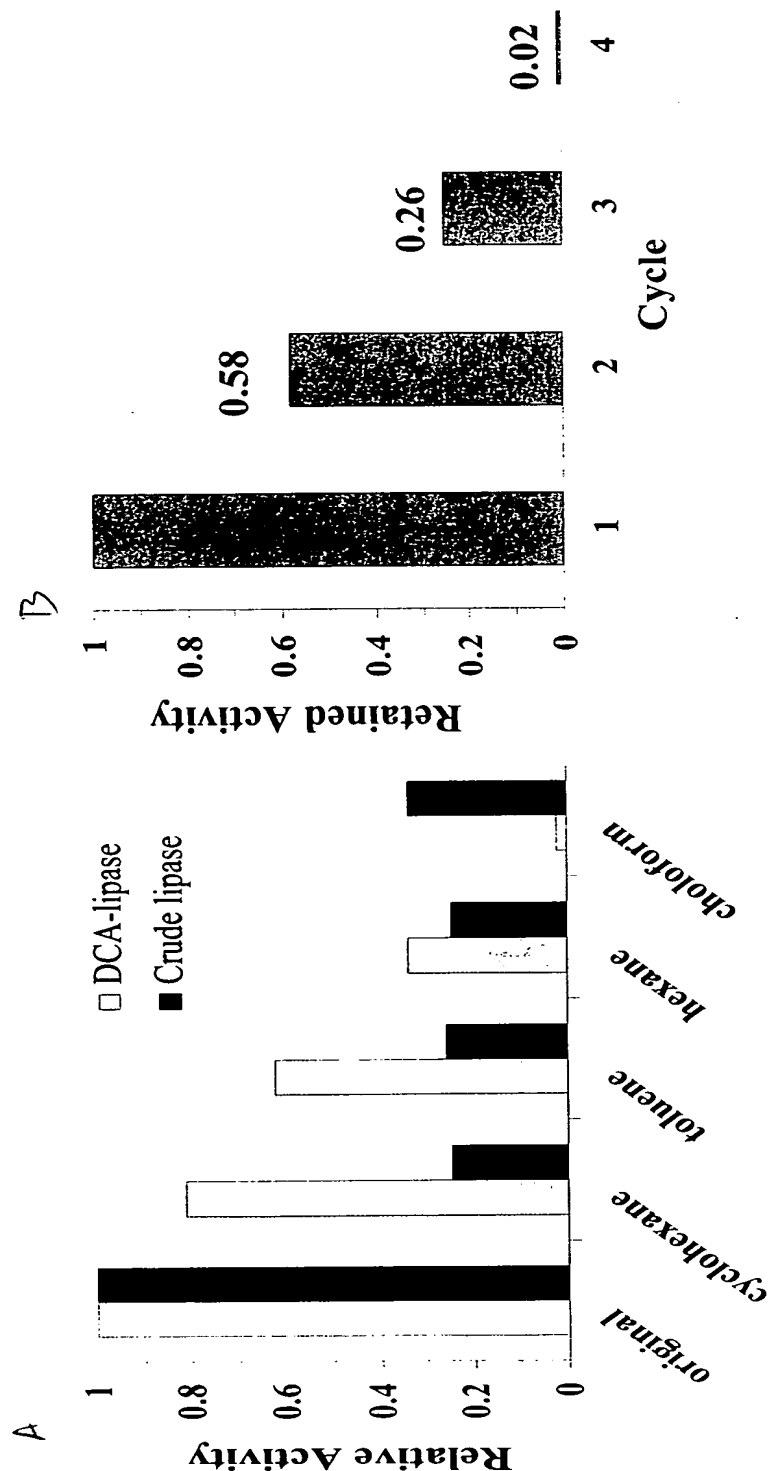 A
Relative Activity
1
0.8
0.6
0.4
0.2
0
DCA-lipase
Crude lipase
original
cyclohexane
toluene
hexane
choloform
B
Retained Activity
1
0.8
0.6
0.4
0.2
0
0.58
0.26
0.02
1
2
3
4
Cycle